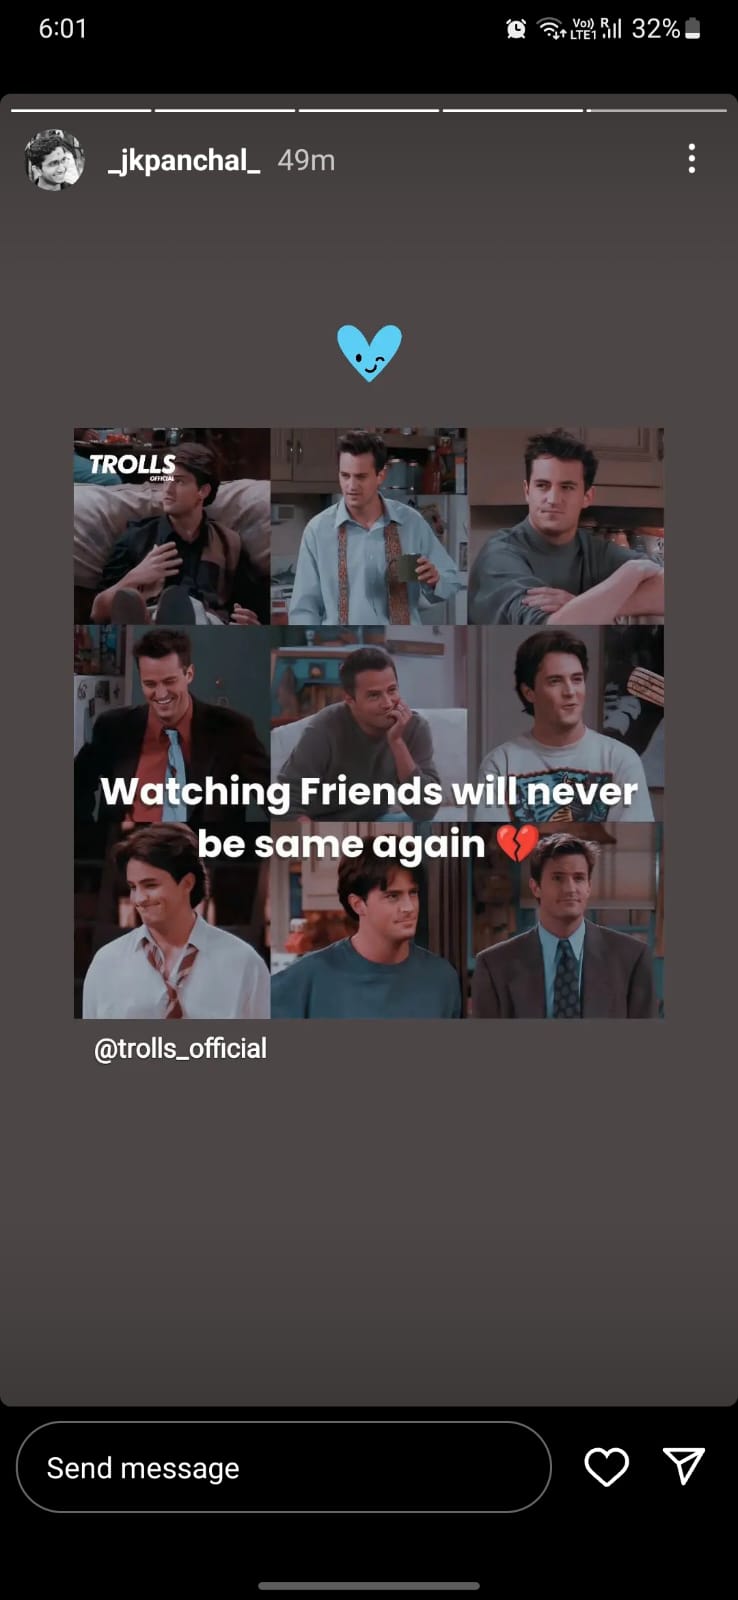 6:01
Vo)) R
LTE1 32%
_jkpanchal_ 49m
TROLLS
OFFICIAL
Watching Friends will never
be same again 💔
@trolls_official
Send message